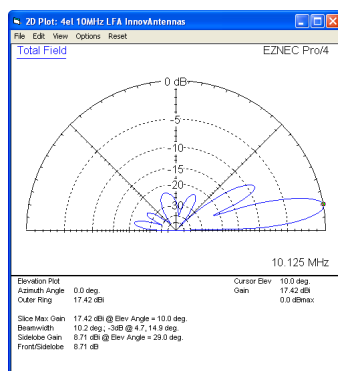 2D Plot: 4el 10MHz LFA InnovAntennas
File Edit View Options Reset
Total Field
EZNEC Pro/4
0 dB
-5
-10
-15
-20
-30
10.125 MHz
Elevation Plot
Cursor Elev 10.0 deg.
Azimuth Angle 0.0 deg.
Gain 17.42 dBi
Outer Ring 17.42 dBi
0.0 dBmax
Slice Max Gain 17.42 dBi @ Elev Angle = 10.0 deg.
Beamwidth 10.2 deg.; -3dB @ 4.7, 14.9 deg.
Sidelobe Gain 8.71 dBi @ Elev Angle = 29.0 deg.
Front/Sidelobe 8.71 dB